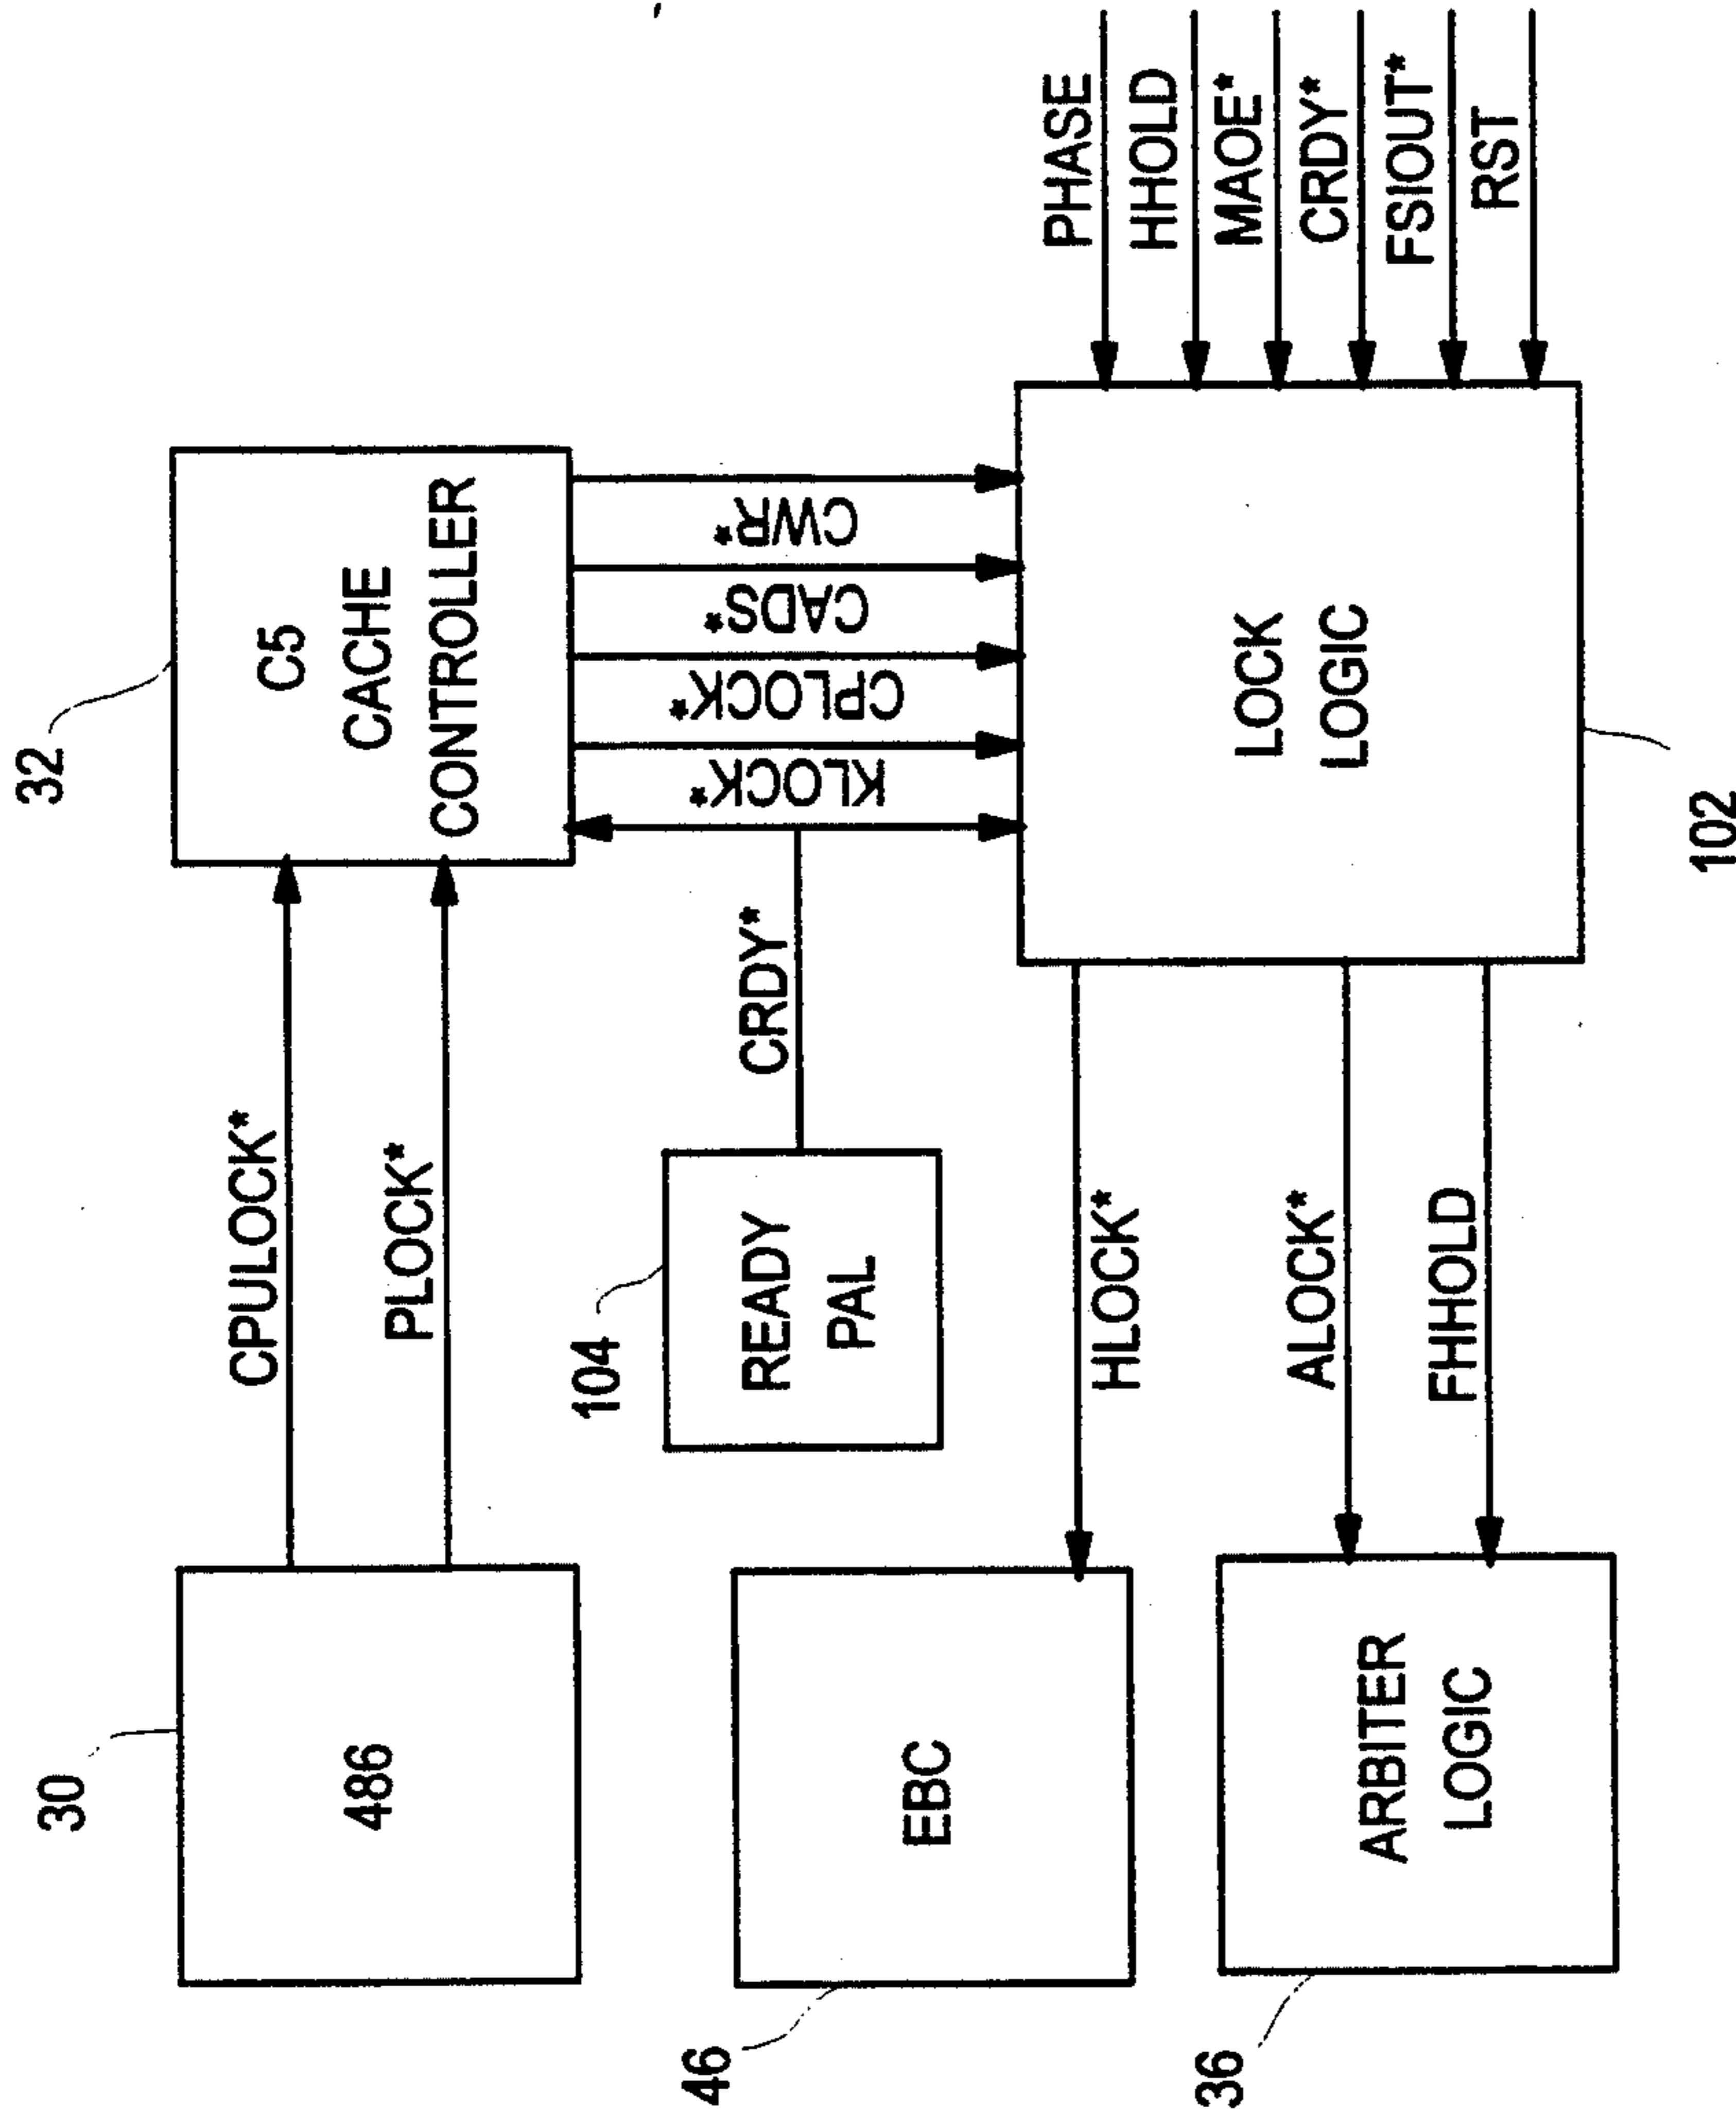 30
486
CPULOCK*
PLOCK*
32
C5
CACHE
CONTROLLER
104
READY
PAL
CRDY*
KLOCK*
CPLOCK*
CADS*
CWR*
46
EBC
HLOCK*
36
ARBITER
LOGIC
ALOCK*
FHHOLD
LOCK
LOGIC
102
PHASE
HHOLD
MAOE*
CRDY*
FSIOUT*
RST